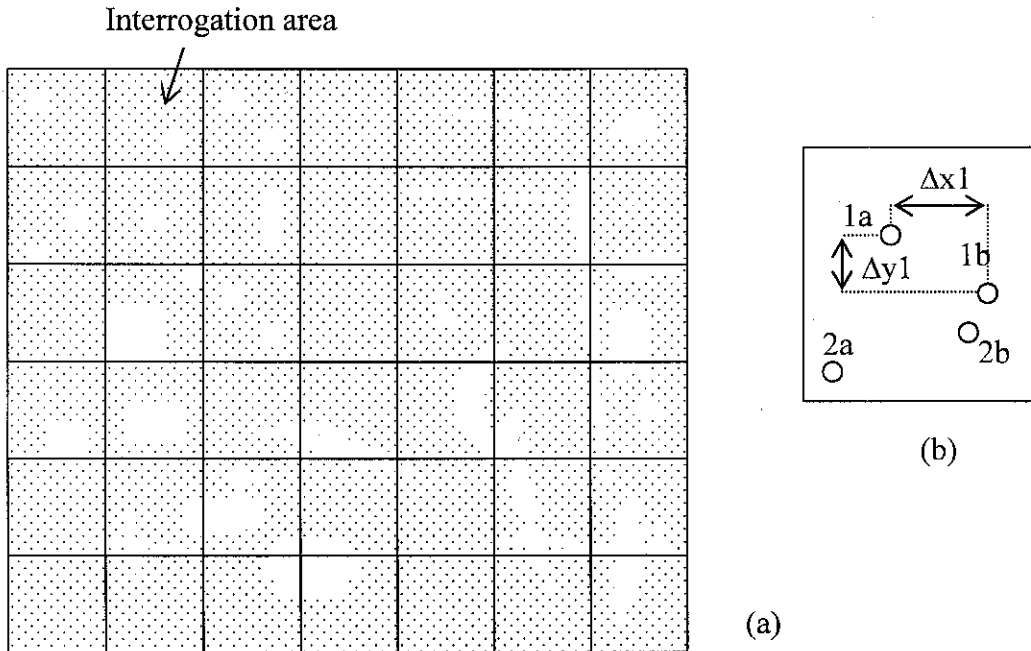 Interrogation area
Δx1
1a
1b
Δy1
2a
2b
(b)
(a)